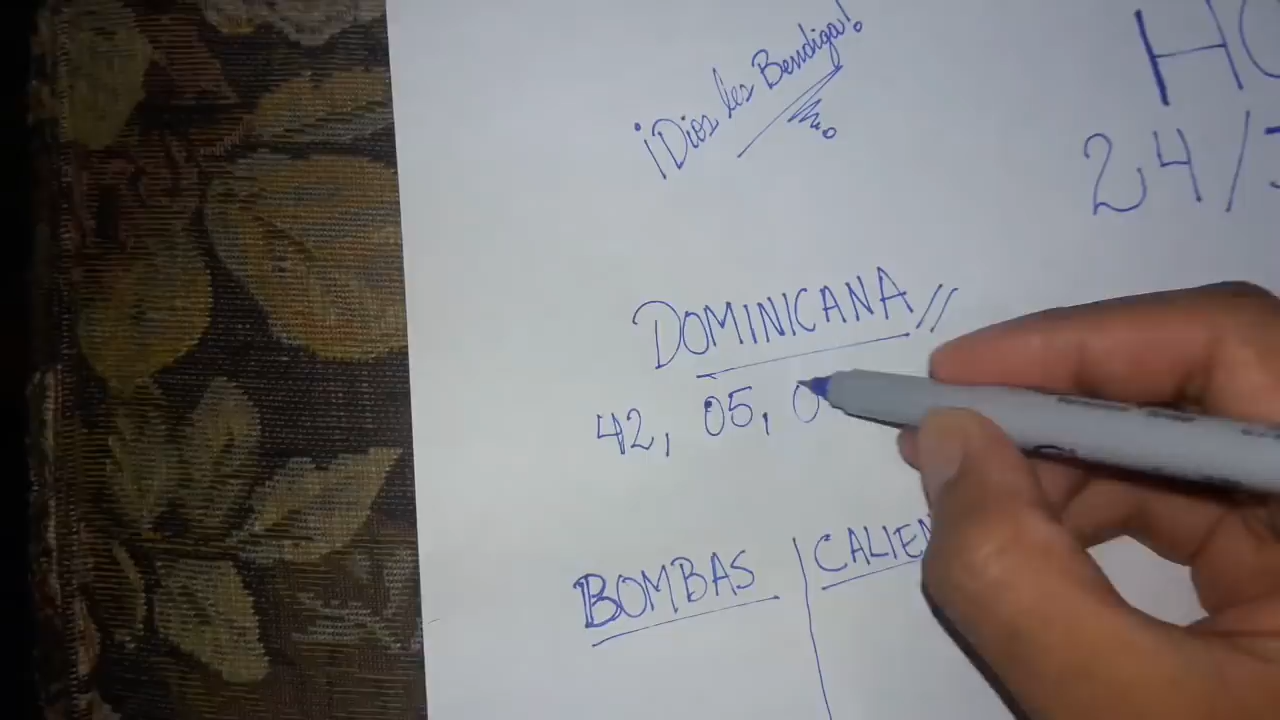 ¡Dios les Bendiga!
HO
24/
DOMINICANA//
42, 05, 0
BOMBAS
CALIEN